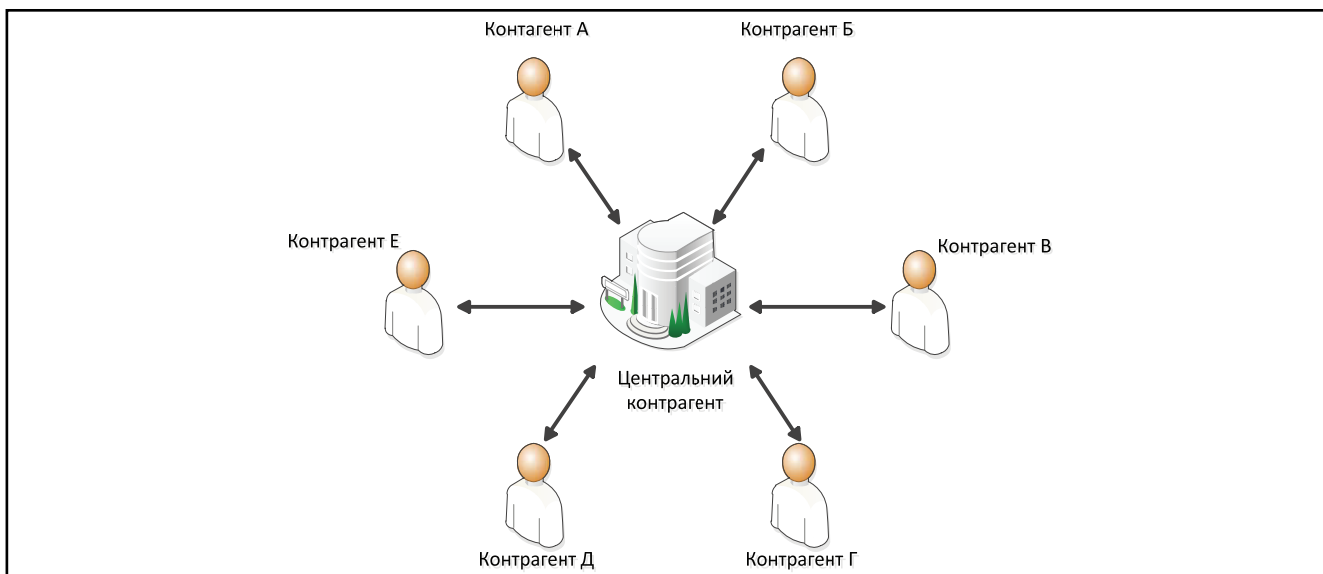 Контагент А
Контрагент Б
Контрагент Е
Контрагент В
Центральний
контрагент
Контрагент Д
Контрагент Г